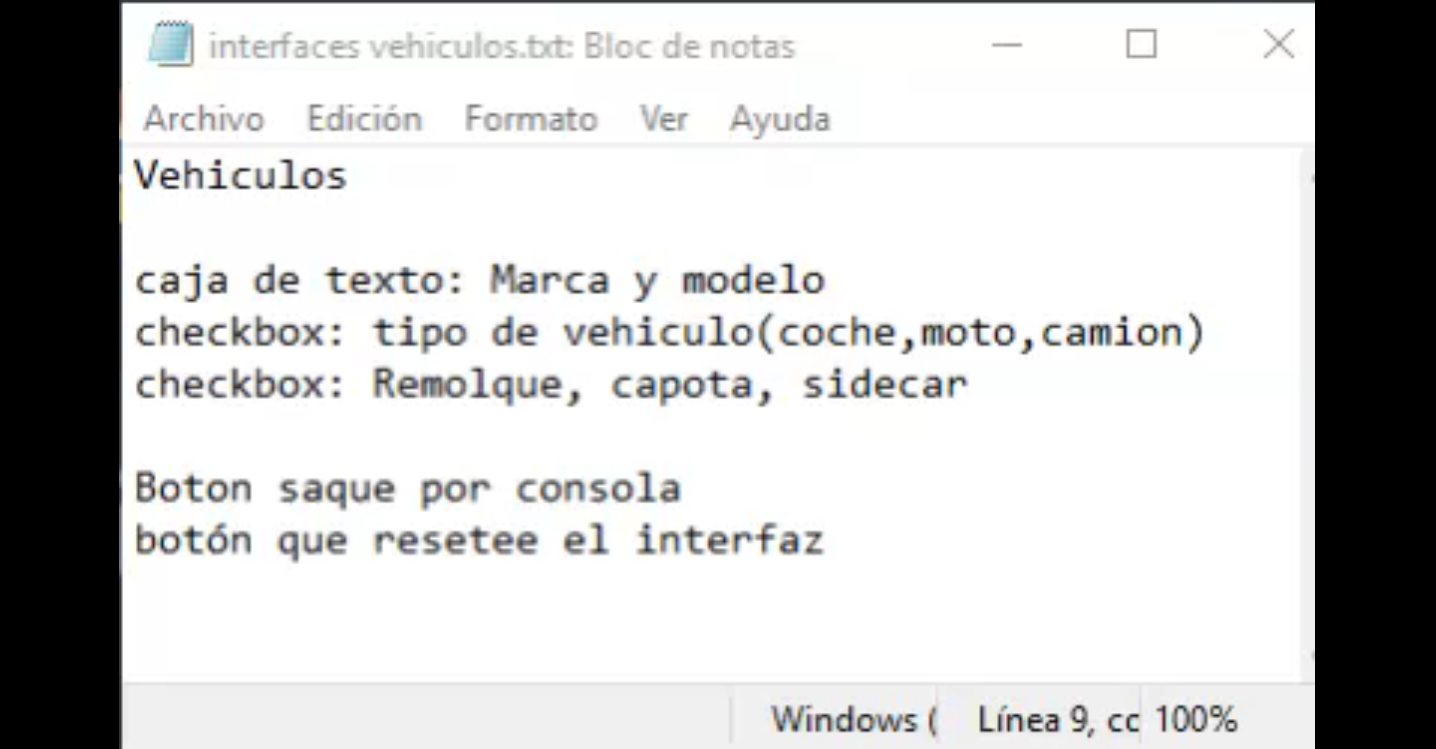 interfaces vehiculos.txt: Bloc de notas
Archivo Edición Formato Ver Ayuda
Vehiculos
caja de texto: Marca y modelo
checkbox: tipo de vehiculo(coche,moto,camion)
checkbox: Remolque, capota, sidecar
Boton saque por consola
botón que resetee el interfaz
Windows ( Línea 9, cc 100%